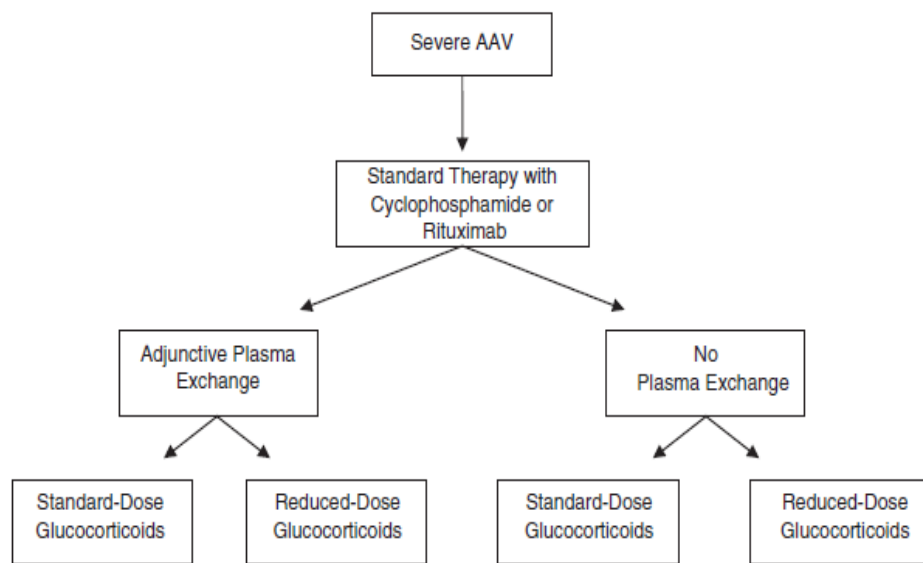 Severe AAV
Standard Therapy with
Cyclophosphamide or
Rituximab
Adjunctive Plasma
Exchange
No
Plasma Exchange
Standard-Dose
Glucocorticoids
Reduced-Dose
Glucocorticoids
Standard-Dose
Glucocorticoids
Reduced-Dose
Glucocorticoids